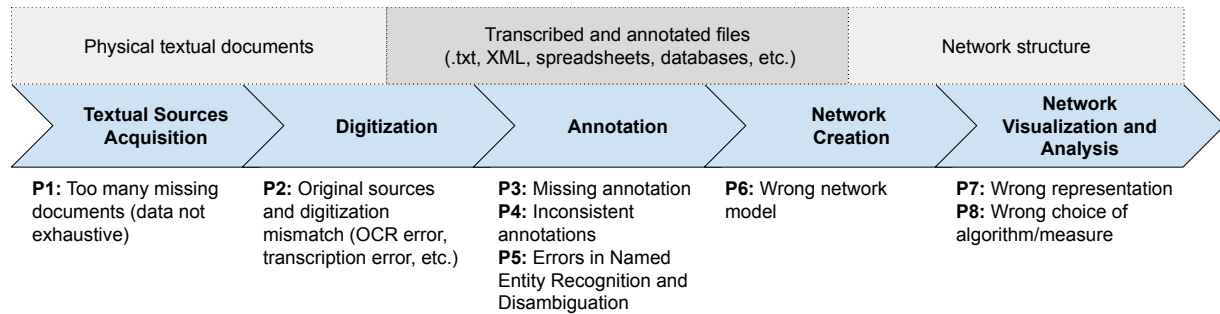 Physical textual documents
Transcribed and annotated files
(.txt, XML, spreadsheets, databases, etc.)
Network structure
Textual Sources
Acquisition
Digitization
Annotation
Network
Creation
Network
Visualization and
Analysis
P1: Too many missing
documents (data not
exhaustive)
P2: Original sources
and digitization
mismatch (OCR error,
transcription error, etc.)
P3: Missing annotation
P4: Inconsistent
annotations
P5: Errors in Named
Entity Recognition and
Disambiguation
P6: Wrong network
model
P7: Wrong representation
P8: Wrong choice of
algorithm/measure